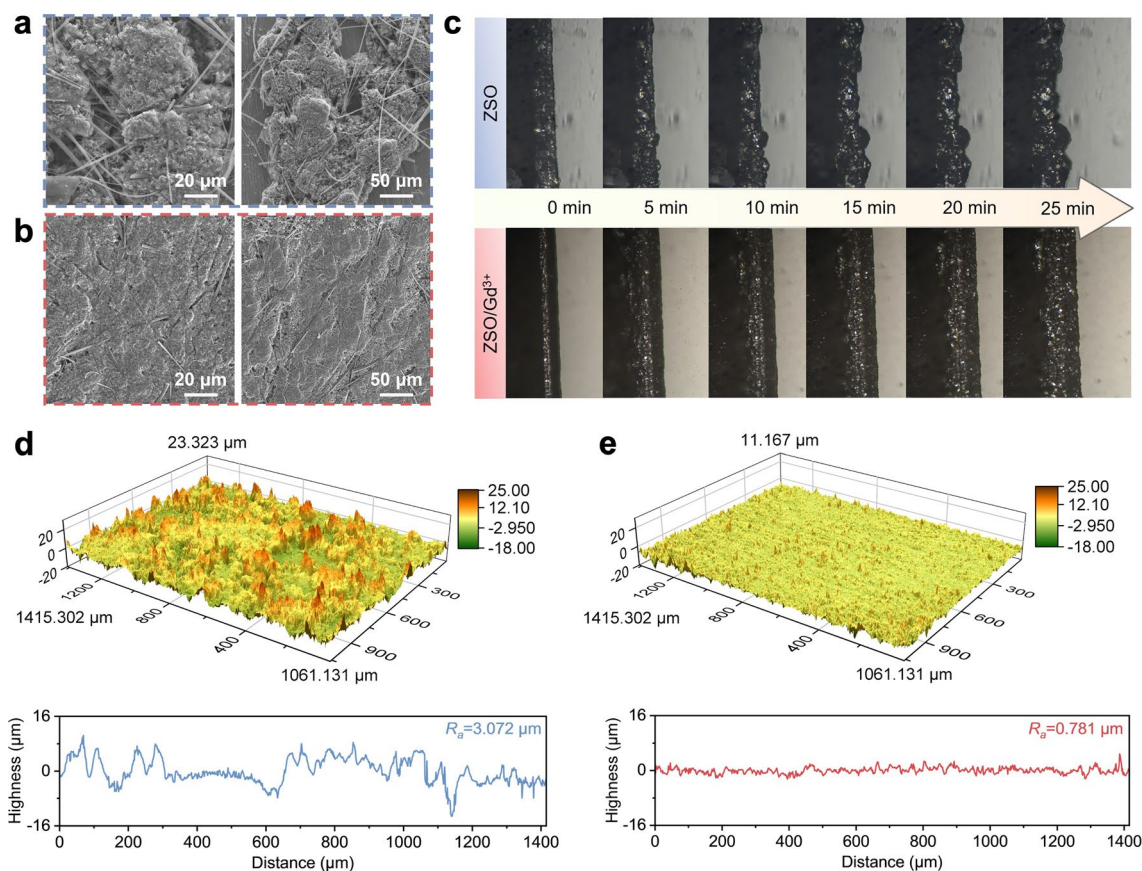 a
20 µm
50 µm
b
20 µm
50 µm
c
ZSO
0 min
5 min
10 min
15 min
20 min
25 min
ZSO/Gd³⁺
d
23.323 µm
25.00
12.10
-2.950
-18.00
20
0
-20
1200
800
400
300
600
900
1415.302 µm
1061.131 µm
16
0
-16
Highness (µm)
Rₐ=3.072 µm
0
200
400
600
800
1000
1200
1400
Distance (µm)
e
11.167 µm
25.00
12.10
-2.950
-18.00
20
0
-20
1200
800
400
300
600
900
1415.302 µm
1061.131 µm
16
0
-16
Highness (µm)
Rₐ=0.781 µm
0
200
400
600
800
1000
1200
1400
Distance (µm)